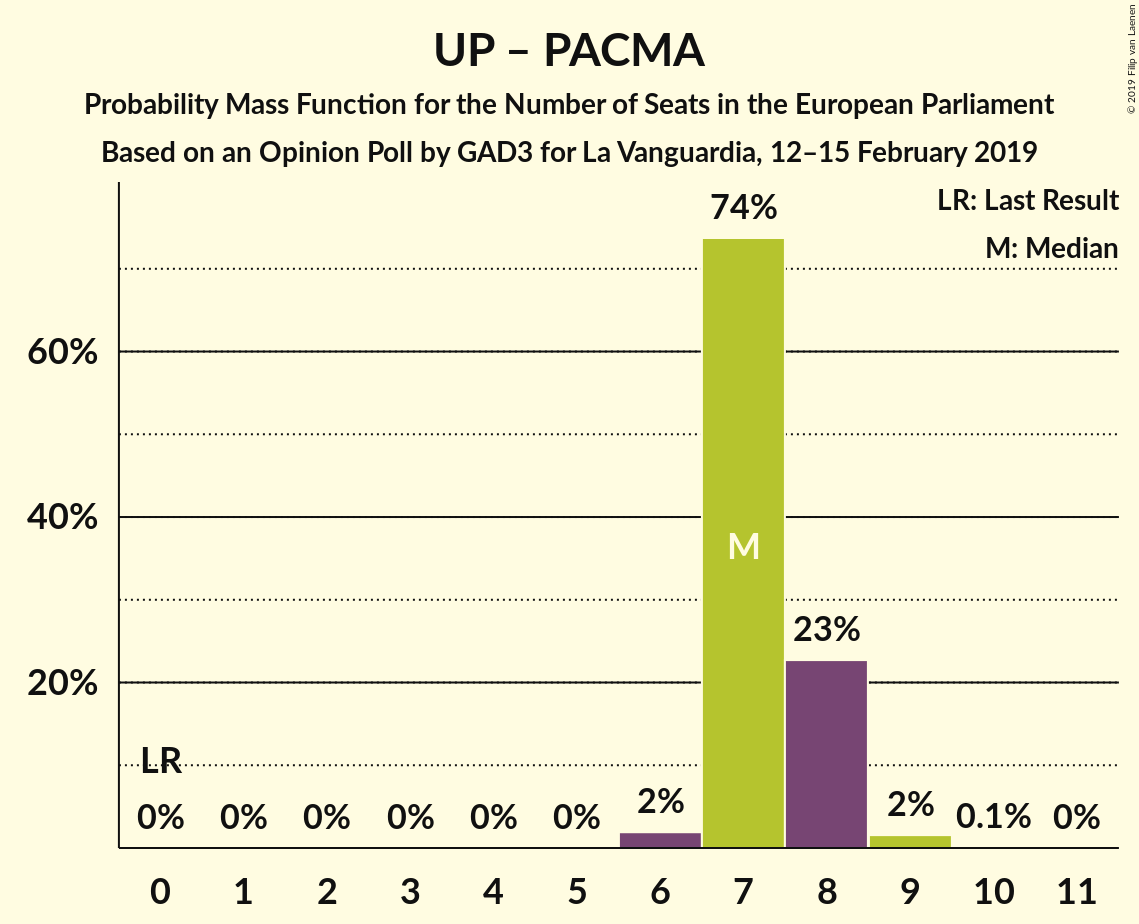 UP – PACMA
Probability Mass Function for the Number of Seats in the European Parliament
Based on an Opinion Poll by GAD3 for La Vanguardia, 12–15 February 2019
© 2019 Filip van Laenen
LR: Last Result
M: Median
74%
60%
40%
M
23%
20%
LR
0% 0% 0% 0% 0% 0% 2% 2% 0.1% 0%
0 1 2 3 4 5 6 7 8 9 10 11